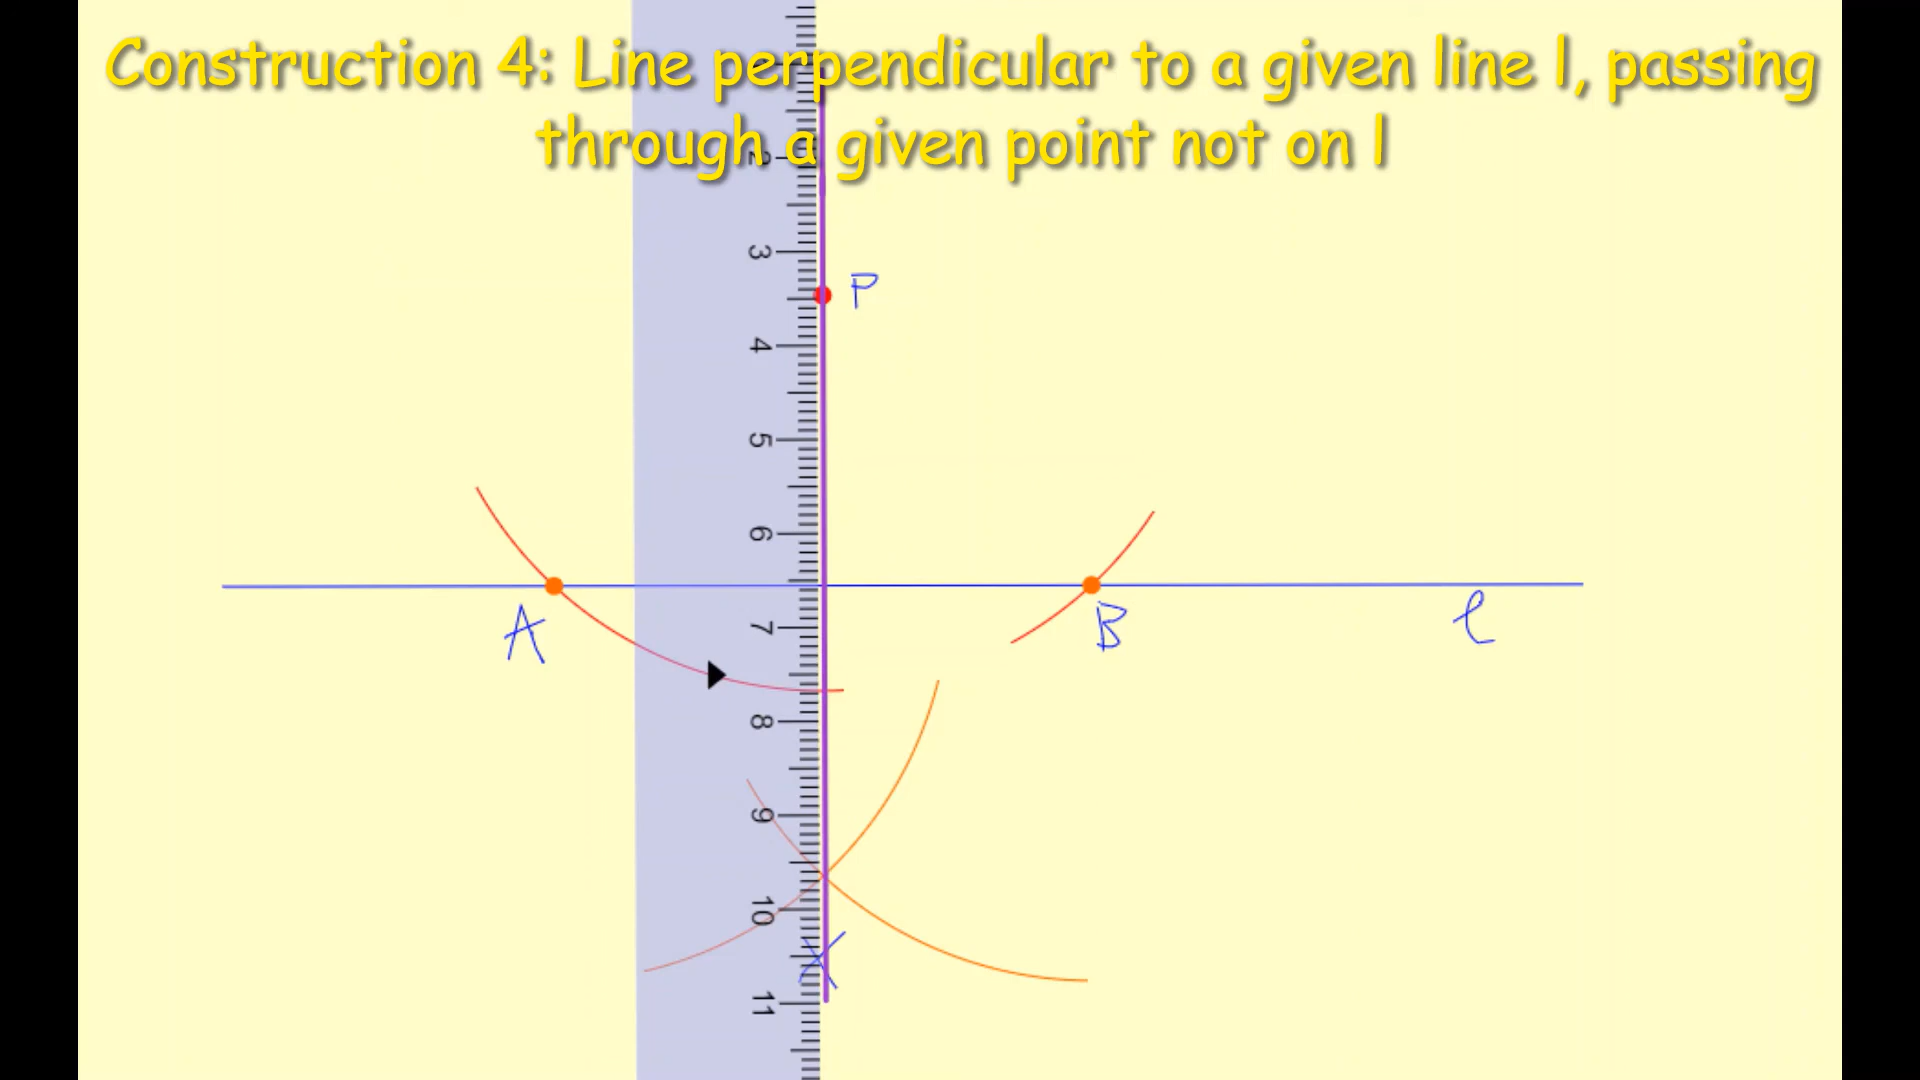 Construction 4: Line perpendicular to a given line l, passing
through a given point not on l
2
3
P
4
5
6
A
B
l
7
8
9
10
X
11